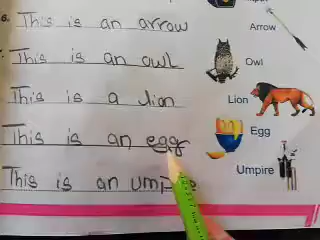 6. This is an arrow
Arrow
This is an owl
Owl
This is a lion
Lion
This is an egg
Egg
This is an
Umpire